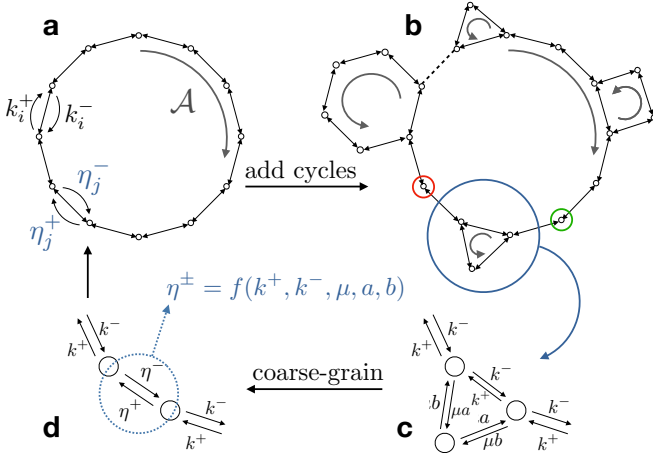 a
b
k_i^+
k_i^-
𝒜
η_j^-
η_j^+
add cycles
η^± = f(k^+, k^-, μ, a, b)
k^-
k^+
η^-
η^+
k^-
k^+
coarse-grain
k^-
k^+
k^-
b
μa
k^+
a
μb
k^-
k^+
d
c